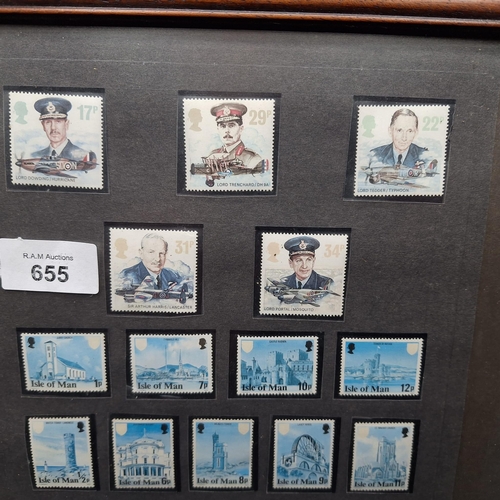 17P
29P
22P
LORD DOWDING/HURRICANE
LORD TRENCHARD/DH 9A
LORD TEDDER/TYPHOON
31P
34P
SIR ARTHUR HARRIS/LANCASTER
LORD PORTAL/MOSQUITO
R.A.M Auctions
655
Isle of Man 1p
Isle of Man 7p
Isle of Man 10p
Isle of Man 12p
Isle of Man ½p
Isle of Man 6p
Isle of Man 8p
Isle of Man 9p
Isle of Man 11p